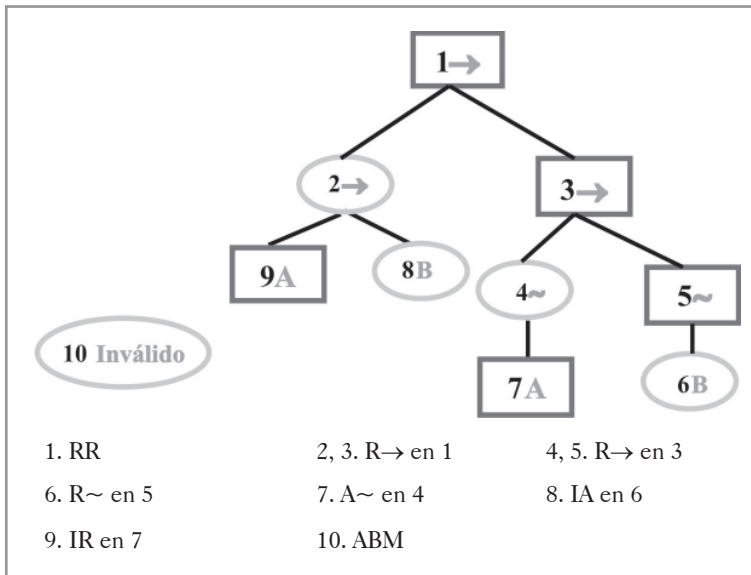 1→
2→ 3→
9A 8B 4~ 5~
10 Inválido
7A 6B
1. RR 2, 3. R→ en 1 4, 5. R→ en 3
6. R~ en 5 7. A~ en 4 8. IA en 6
9. IR en 7 10. ABM